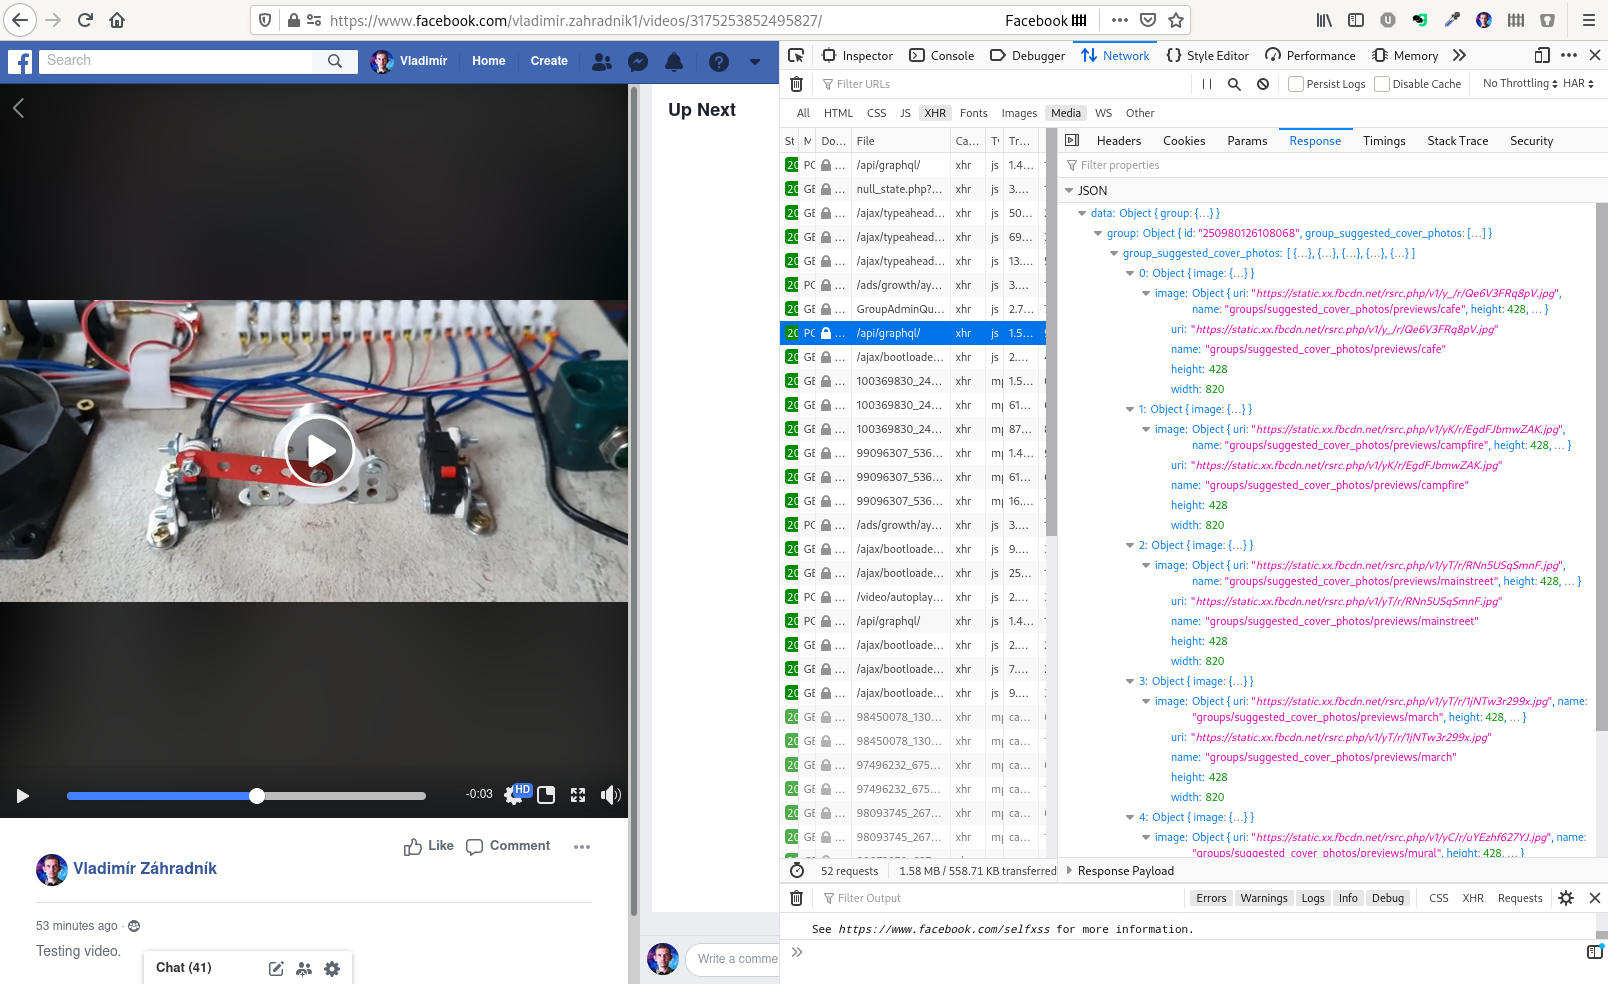 https://www.facebook.com/vladimir.zahradnik1/videos/3175253852495827/
Facebook
Search
Vladimír
Home
Create
Up Next
-0:03
HD
Like
Comment
Vladimír Záhradník
53 minutes ago
Testing video.
Chat (41)
Write a comme
Inspector
Console
Debugger
Network
Style Editor
Performance
Memory
Filter URLs
Persist Logs
Disable Cache
No Throttling
HAR
All
HTML
CSS
JS
XHR
Fonts
Images
Media
WS
Other
St M Do... File Ca... Ty Tr...
20 PO ... /api/graphql/ xhr js 1.4...
20 GE ... null_state.php?... xhr js 3....
20 GE ... /ajax/typeahead... xhr js 50...
20 GE ... /ajax/typeahead... xhr js 69...
20 GE ... /ajax/typeahead... xhr js 13....
20 PO ... /ads/growth/ay... xhr js 3....
20 GE ... GroupAdminQu... xhr js 2.7...
20 PO ... /api/graphql/ xhr js 1.5...
20 GE ... /ajax/bootloade... xhr js 2....
20 GE ... 100369830_24... xhr mp 1.5...
20 GE ... 100369830_24... xhr mp 61...
20 GE ... 100369830_24... xhr mp 87...
20 GE ... 99096307_536... xhr mp 1.4...
20 GE ... 99096307_536... xhr mp 61...
20 GE ... 99096307_536... xhr mp 16....
20 PO ... /ads/growth/ay... xhr js 3....
20 GE ... /ajax/bootloade... xhr js 9....
20 GE ... /ajax/bootloade... xhr js 25...
20 PO ... /video/autoplay... xhr js 2....
20 PO ... /api/graphql/ xhr js 1.4...
20 GE ... /ajax/bootloade... xhr js 2....
20 GE ... /ajax/bootloade... xhr js 7....
20 GE ... /ajax/bootloade... xhr js 9....
20 GE ... 98450078_130... xhr mp ca...
20 GE ... 98450078_130... xhr mp ca...
20 GE ... 97496232_675... xhr mp ca...
20 GE ... 97496232_675... xhr mp ca...
20 GE ... 98093745_267... xhr mp ca...
20 GE ... 98093745_267... xhr mp ca...
52 requests
1.58 MB / 558.71 KB transferred
Headers
Cookies
Params
Response
Timings
Stack Trace
Security
Filter properties
JSON
data: Object { group: {...} }
group: Object { id: "250980126108068", group_suggested_cover_photos: [...] }
group_suggested_cover_photos: [ {...}, {...}, {...}, {...}, {...} ]
0: Object { image: {...} }
image: Object { uri: "https://static.xx.fbcdn.net/rsrc.php/v1/y_/r/Qe6V3FRq8pV.jpg",
name: "groups/suggested_cover_photos/previews/cafe", height: 428, ... }
uri: "https://static.xx.fbcdn.net/rsrc.php/v1/y_/r/Qe6V3FRq8pV.jpg"
name: "groups/suggested_cover_photos/previews/cafe"
height: 428
width: 820
1: Object { image: {...} }
image: Object { uri: "https://static.xx.fbcdn.net/rsrc.php/v1/yK/r/EgdFJbmwZAK.jpg",
name: "groups/suggested_cover_photos/previews/campfire", height: 428, ... }
uri: "https://static.xx.fbcdn.net/rsrc.php/v1/yK/r/EgdFJbmwZAK.jpg"
name: "groups/suggested_cover_photos/previews/campfire"
height: 428
width: 820
2: Object { image: {...} }
image: Object { uri: "https://static.xx.fbcdn.net/rsrc.php/v1/yT/r/RNn5USqSmnF.jpg",
name: "groups/suggested_cover_photos/previews/mainstreet", height: 428, ... }
uri: "https://static.xx.fbcdn.net/rsrc.php/v1/yT/r/RNn5USqSmnF.jpg"
name: "groups/suggested_cover_photos/previews/mainstreet"
height: 428
width: 820
3: Object { image: {...} }
image: Object { uri: "https://static.xx.fbcdn.net/rsrc.php/v1/yT/r/1jNTw3r299x.jpg", name:
"groups/suggested_cover_photos/previews/march", height: 428, ... }
uri: "https://static.xx.fbcdn.net/rsrc.php/v1/yT/r/1jNTw3r299x.jpg"
name: "groups/suggested_cover_photos/previews/march"
height: 428
width: 820
4: Object { image: {...} }
image: Object { uri: "https://static.xx.fbcdn.net/rsrc.php/v1/yC/r/uYEzhf627YJ.jpg", name:
"groups/suggested_cover_photos/previews/mural", height: 428, ... }
Response Payload
Filter Output
Errors
Warnings
Logs
Info
Debug
CSS
XHR
Requests
See https://www.facebook.com/selfxss for more information.